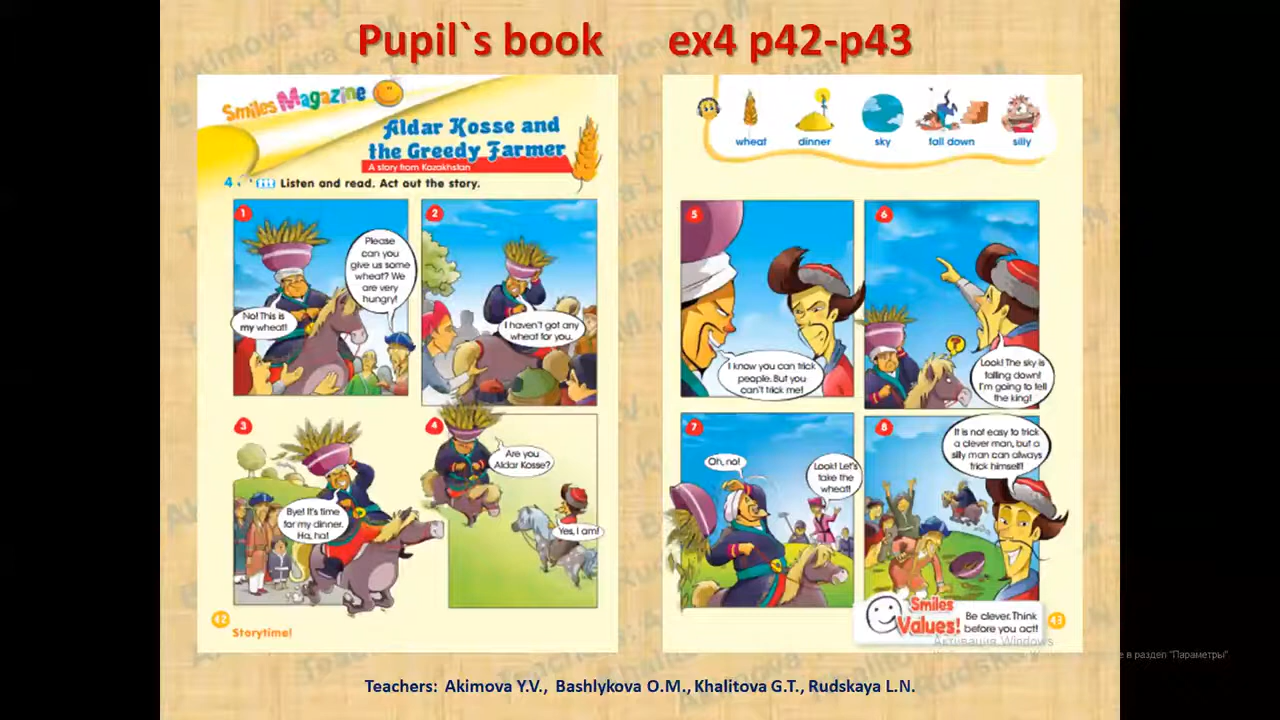 Pupil`s book ex4 p42-p43
Smiles Magazine
Aldar Kosse and
the Greedy Farmer
A story from Kazakhstan
4 Listen and read. Act out the story.
1
Please
can you
give us some
wheat? We
are very
hungry!
No! This is
my wheat!
2
I haven't got any
wheat for you.
3
Bye! It's time
for my dinner.
Ha, ha!
4
Are you
Aldar Kosse?
Yes, I am!
42
Storytime!
wheat dinner sky fall down silly
5
I know you can trick
people. But you
can't trick me!
6
?
Look! The sky is
falling down!
I'm going to tell
the king!
7
Oh, no!
Look! Let's
take the
wheat!
8
It is not easy to trick
a clever man, but a
silly man can always
trick himself!
Smiles
Values!
Be clever. Think
before you act!
43
Активация Windows
е в раздел "Параметры"
Teachers: Akimova Y.V., Bashlykova O.M., Khalitova G.T., Rudskaya L.N.